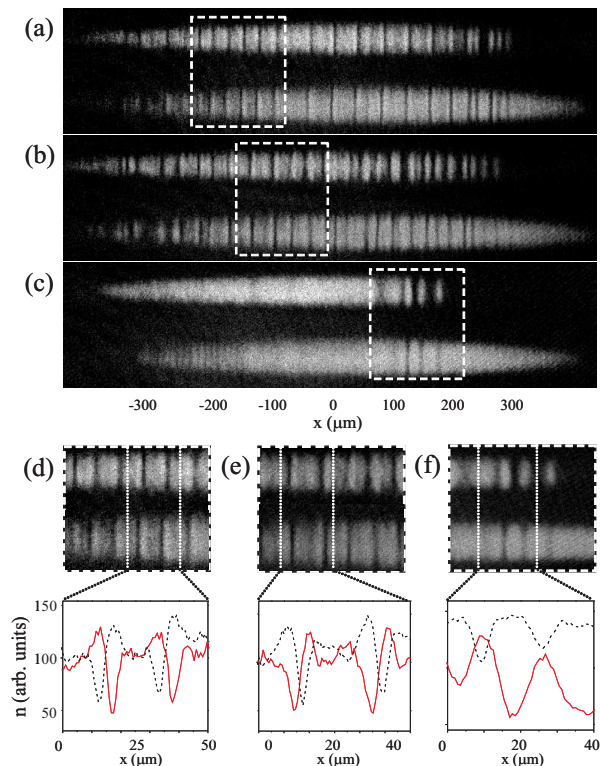 (a)
(b)
(c)
-300 -200 -100 0 100 200 300
x (μm)
(d) (e) (f)
n (arb. units)
150
100
50
0 50
x (μm)
0 20 40
x (μm)
0 20 40
x (μm)